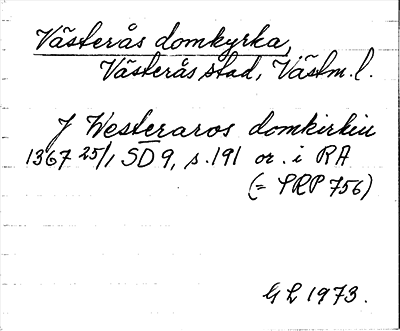 Västerås domkyrka,
Västerås stad, Västm. l.
J Westeraros domkirkiu
1367 25/1 SD 9, s. 191 or. i RA
(= SRP 756)
GL 1973.